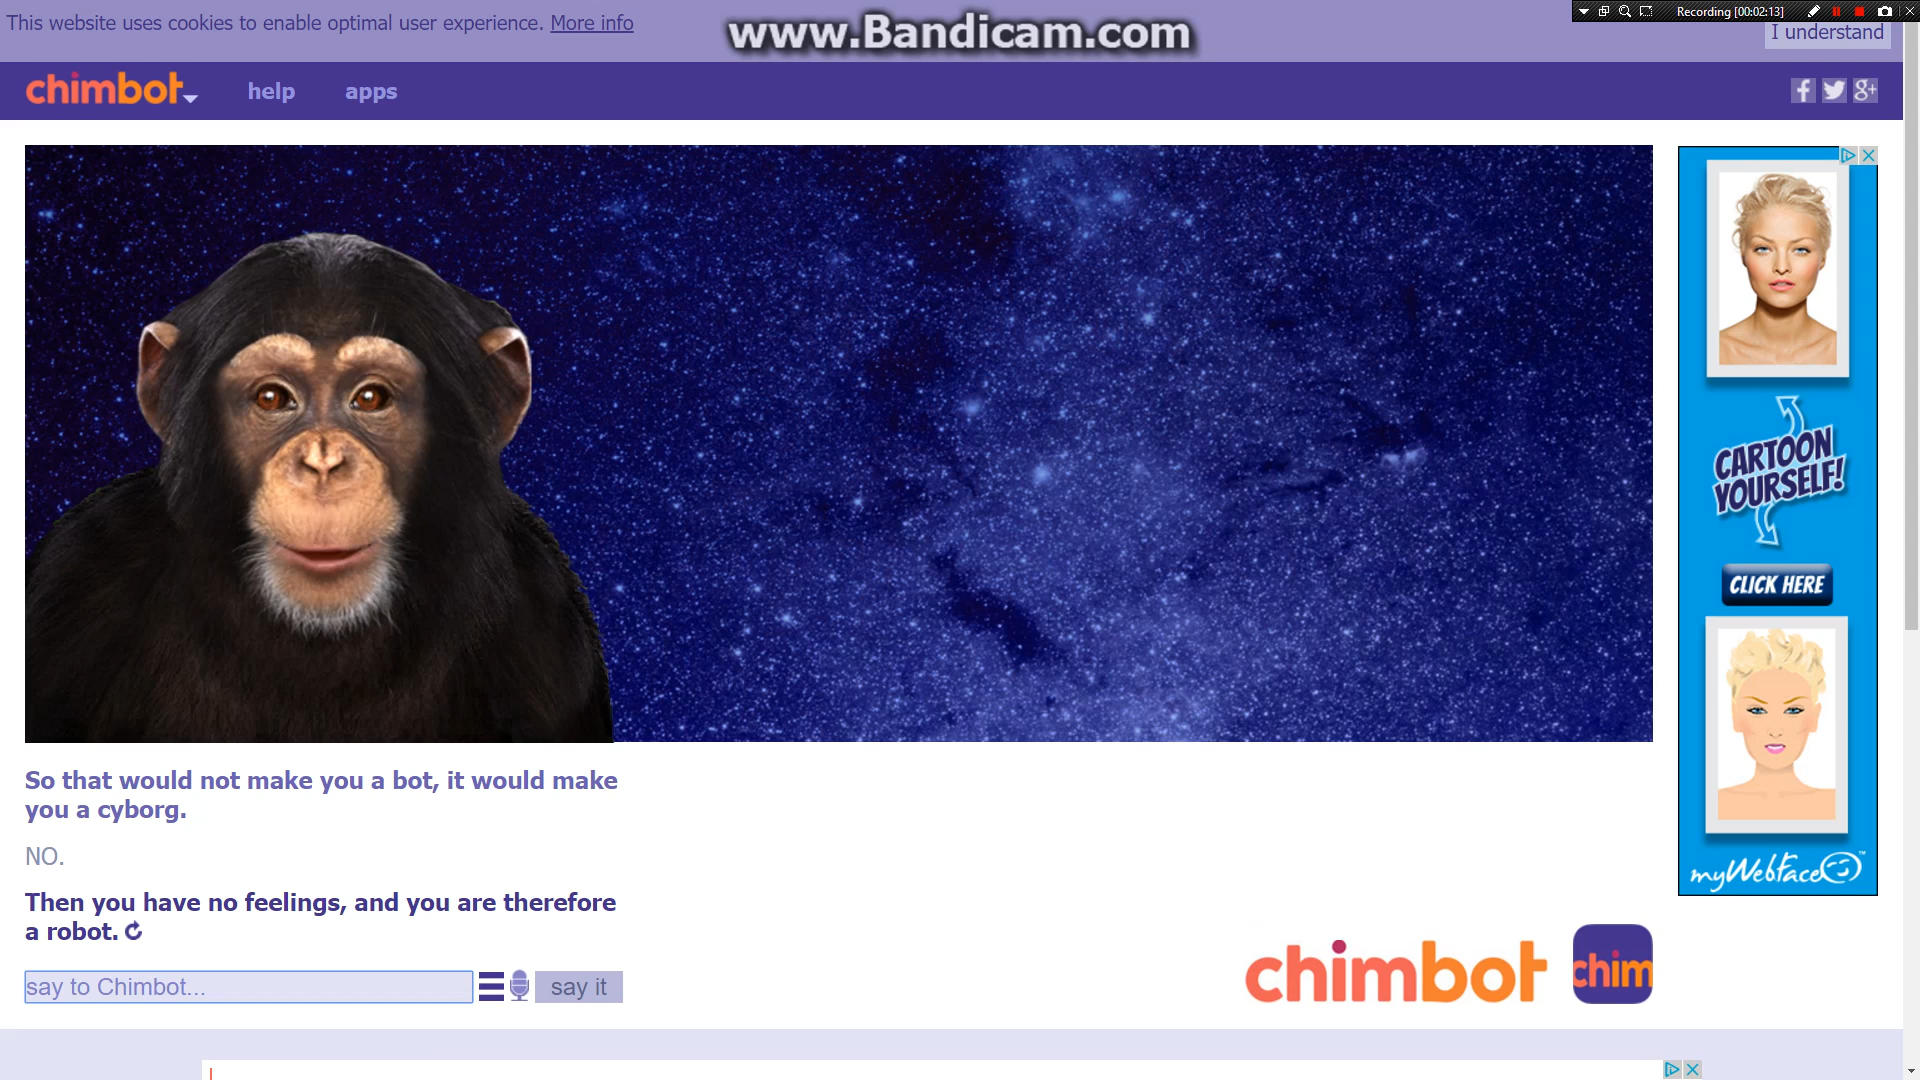 This website uses cookies to enable optimal user experience. More info
www.Bandicam.com
Recording [00:02:13]
I understand
chimbot
help
apps
CARTOON
YOURSELF!
CLICK HERE
myWebFace™
So that would not make you a bot, it would make
you a cyborg.
NO.
Then you have no feelings, and you are therefore
a robot.
say to Chimbot...
say it
chimbot
chim